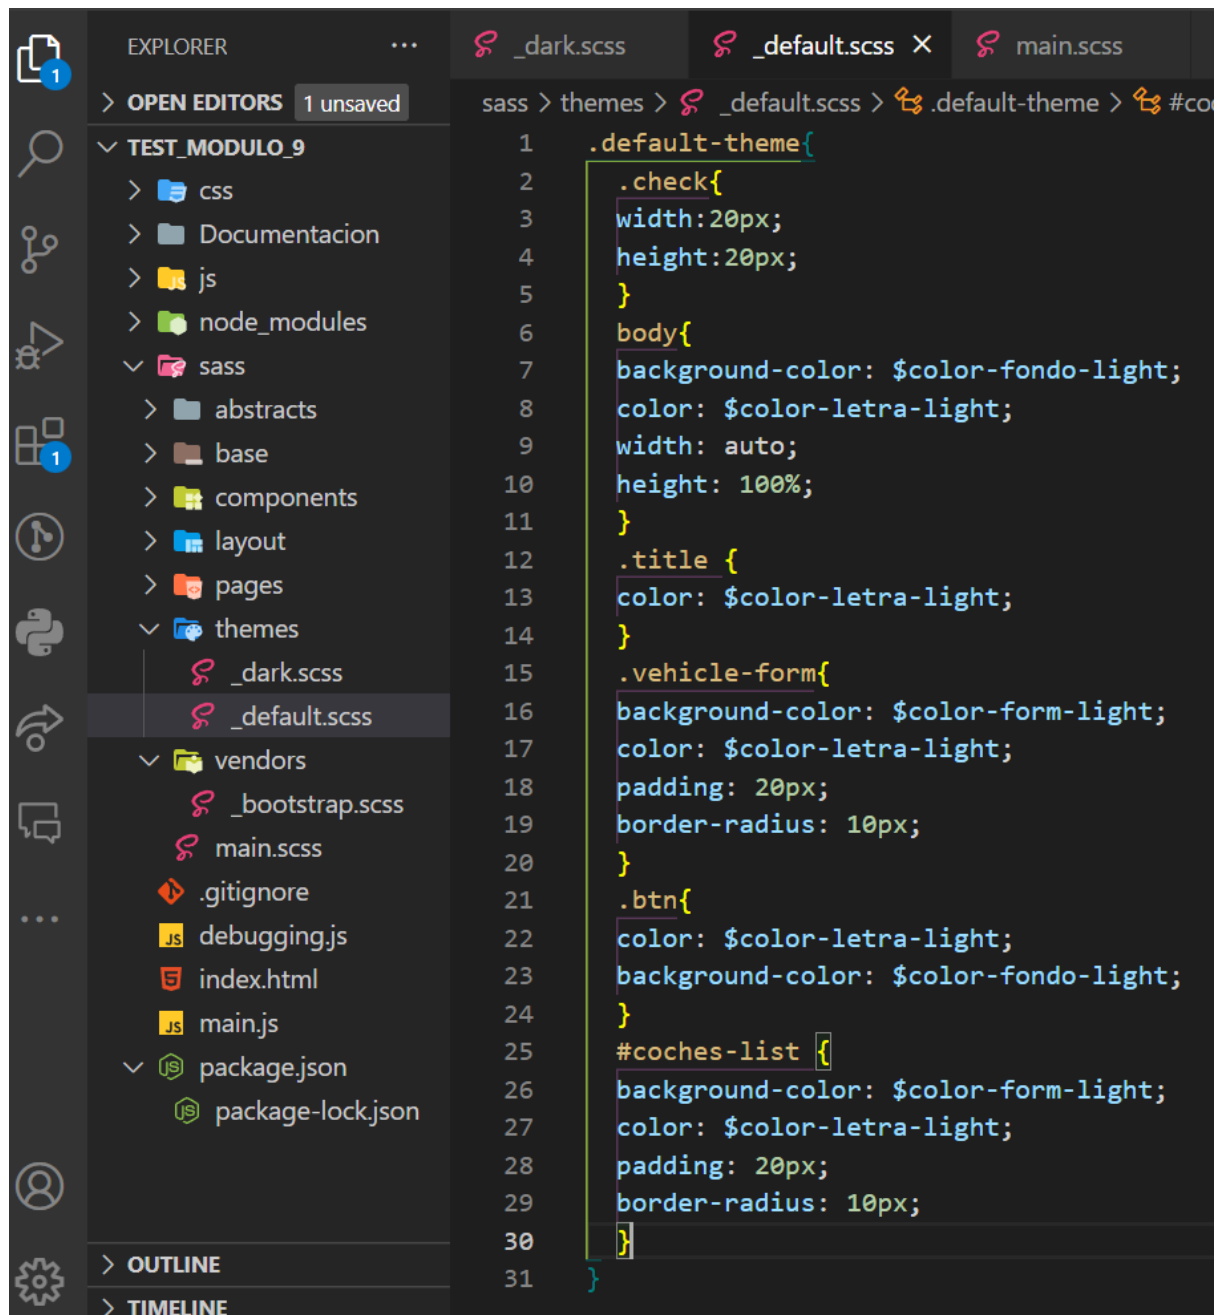 EXPLORER
OPEN EDITORS 1 unsaved
TEST_MODULO_9
css
Documentacion
js
node_modules
sass
abstracts
base
components
layout
pages
themes
_dark.scss
_default.scss
vendors
_bootstrap.scss
main.scss
.gitignore
debugging.js
index.html
main.js
package.json
package-lock.json
OUTLINE
TIMELINE
1
1
_dark.scss _default.scss main.scss
sass > themes > _default.scss > .default-theme >
1 .default-theme{
2 .check{
3 width:20px;
4 height:20px;
5 }
6 body{
7 background-color: $color-fondo-light;
8 color: $color-letra-light;
9 width: auto;
10 height: 100%;
11 }
12 .title {
13 color: $color-letra-light;
14 }
15 .vehicle-form{
16 background-color: $color-form-light;
17 color: $color-letra-light;
18 padding: 20px;
19 border-radius: 10px;
20 }
21 .btn{
22 color: $color-letra-light;
23 background-color: $color-fondo-light;
24 }
25 #coches-list {
26 background-color: $color-form-light;
27 color: $color-letra-light;
28 padding: 20px;
29 border-radius: 10px;
30 }
31 }